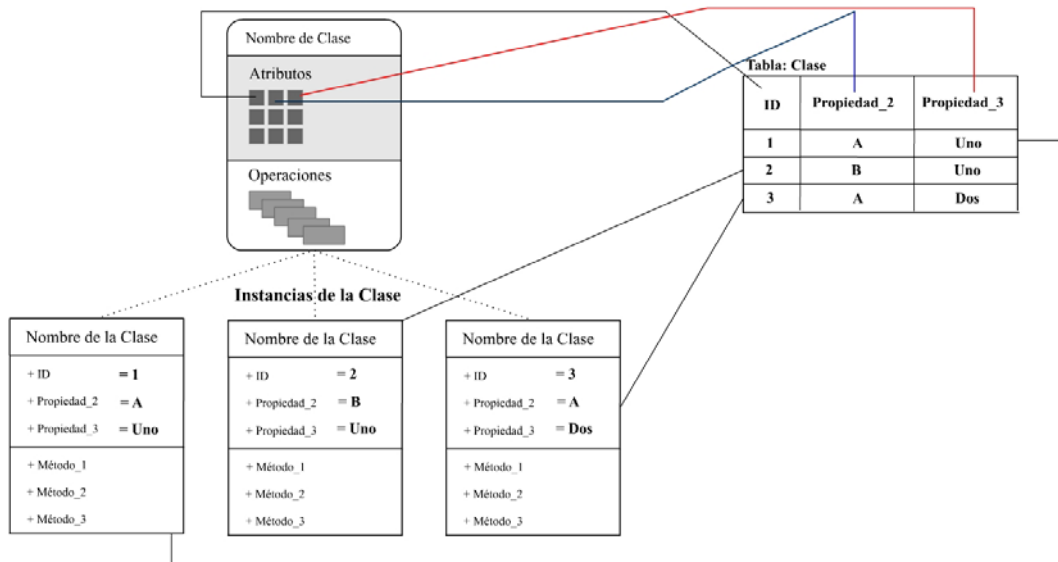 Nombre de Clase
Atributos
Operaciones
Tabla: Clase
ID Propiedad_2 Propiedad_3
1 A Uno
2 B Uno
3 A Dos
Instancias de la Clase
Nombre de la Clase
+ ID = 1
+ Propiedad_2 = A
+ Propiedad_3 = Uno
+ Método_1
+ Método_2
+ Método_3
Nombre de la Clase
+ ID = 2
+ Propiedad_2 = B
+ Propiedad_3 = Uno
+ Método_1
+ Método_2
+ Método_3
Nombre de la Clase
+ ID = 3
+ Propiedad_2 = A
+ Propiedad_3 = Dos
+ Método_1
+ Método_2
+ Método_3